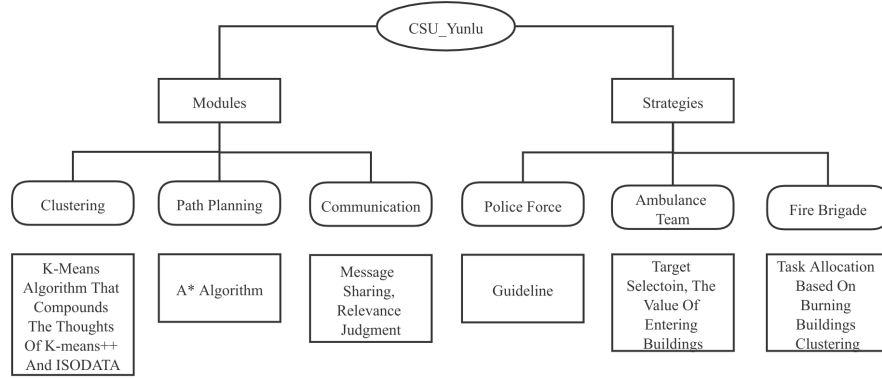 CSU_Yunlu
Modules
Strategies
Clustering
Path Planning
Communication
Police Force
Ambulance
Team
Fire Brigade
K-Means
Algorithm That
Compounds
The Thoughts
Of K-means++
And ISODATA
A* Algorithm
Message
Sharing,
Relevance
Judgment
Guideline
Target
Selectoin, The
Value Of
Entering
Buildings
Task Allocation
Based On
Burning
Buildings
Clustering